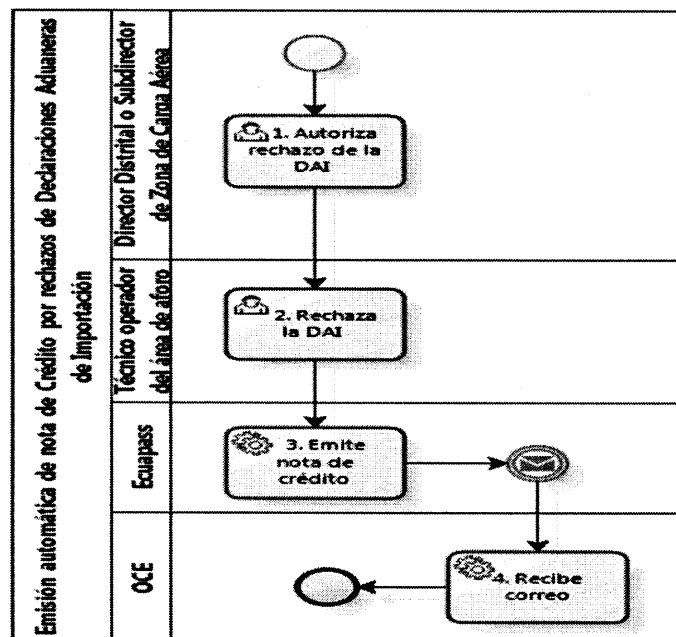 Emisión automática de nota de Crédito por rechazos de Declaraciones Aduaneras
de Importación
Director Distrital o Subdirector
de Zona de Carga Aérea
1. Autoriza
rechazo de la
DAI
Técnico operador
del área de aforo
2. Rechaza
la DAI
Ecuapass
3. Emite
nota de
crédito
OCE
4. Recibe
correo